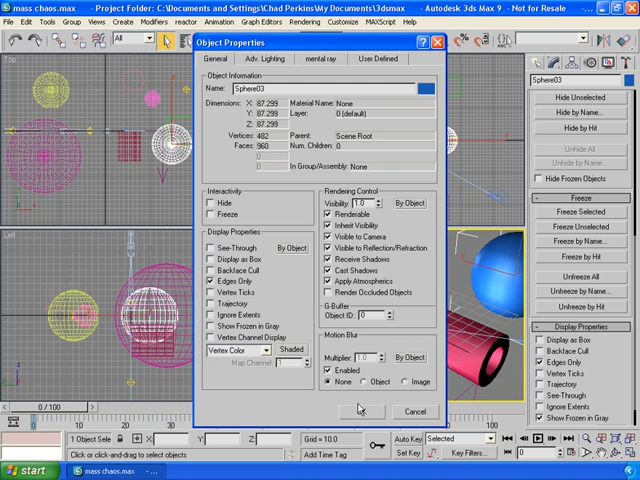 mass chaos.max - Project Folder: C:\Documents and Settings\Chad Perkins\My Documents\3dsmax - Autodesk 3ds Max 9 - Not for Resale
File Edit Tools Group Views Create Modifiers reactor Animation Graph Editors Rendering Customize MAXScript Help
All
Top
Left
Object Properties
General
Adv. Lighting
mental ray
User Defined
Object Information
Name: Sphere03
Dimensions: X: 87.299
Y: 87.299
Z: 87.299
Material Name: None
Layer: 0 (default)
Vertices: 482
Faces: 960
0
0
Parent: Scene Root
Num. Children: 0
In Group/Assembly: None
Interactivity
Hide
Freeze
Display Properties
See-Through
By Object
Display as Box
Backface Cull
Edges Only
Vertex Ticks
Trajectory
Ignore Extents
Show Frozen in Gray
Vertex Channel Display
Vertex Color
Shaded
Map Channel: 1
Rendering Control
Visibility: 1.0
By Object
Renderable
Inherit Visibility
Visible to Camera
Visible to Reflection/Refraction
Receive Shadows
Cast Shadows
Apply Atmospherics
Render Occluded Objects
G-Buffer
Object ID: 0
Motion Blur
Multiplier: 1.0
By Object
Enabled
None
Object
Image
Cancel
Sphere03
Hide Unselected
Hide by Name...
Hide by Hit
Unhide All
Unhide by Name...
Hide Frozen Objects
Freeze
Freeze Selected
Freeze Unselected
Freeze by Name...
Freeze by Hit
Unfreeze All
Unfreeze by Name...
Unfreeze by Hit
Display Properties
Display as Box
Backface Cull
Edges Only
Vertex Ticks
Trajectory
See-Through
Ignore Extents
Show Frozen in Gray
0 / 100
0
1 Object Sele
X:
Y:
Z:
Grid = 10.0
Click or click-and-drag to select objects
Add Time Tag
Auto Key
Selected
Set Key
Key Filters...
0
start
mass chaos.max - ...